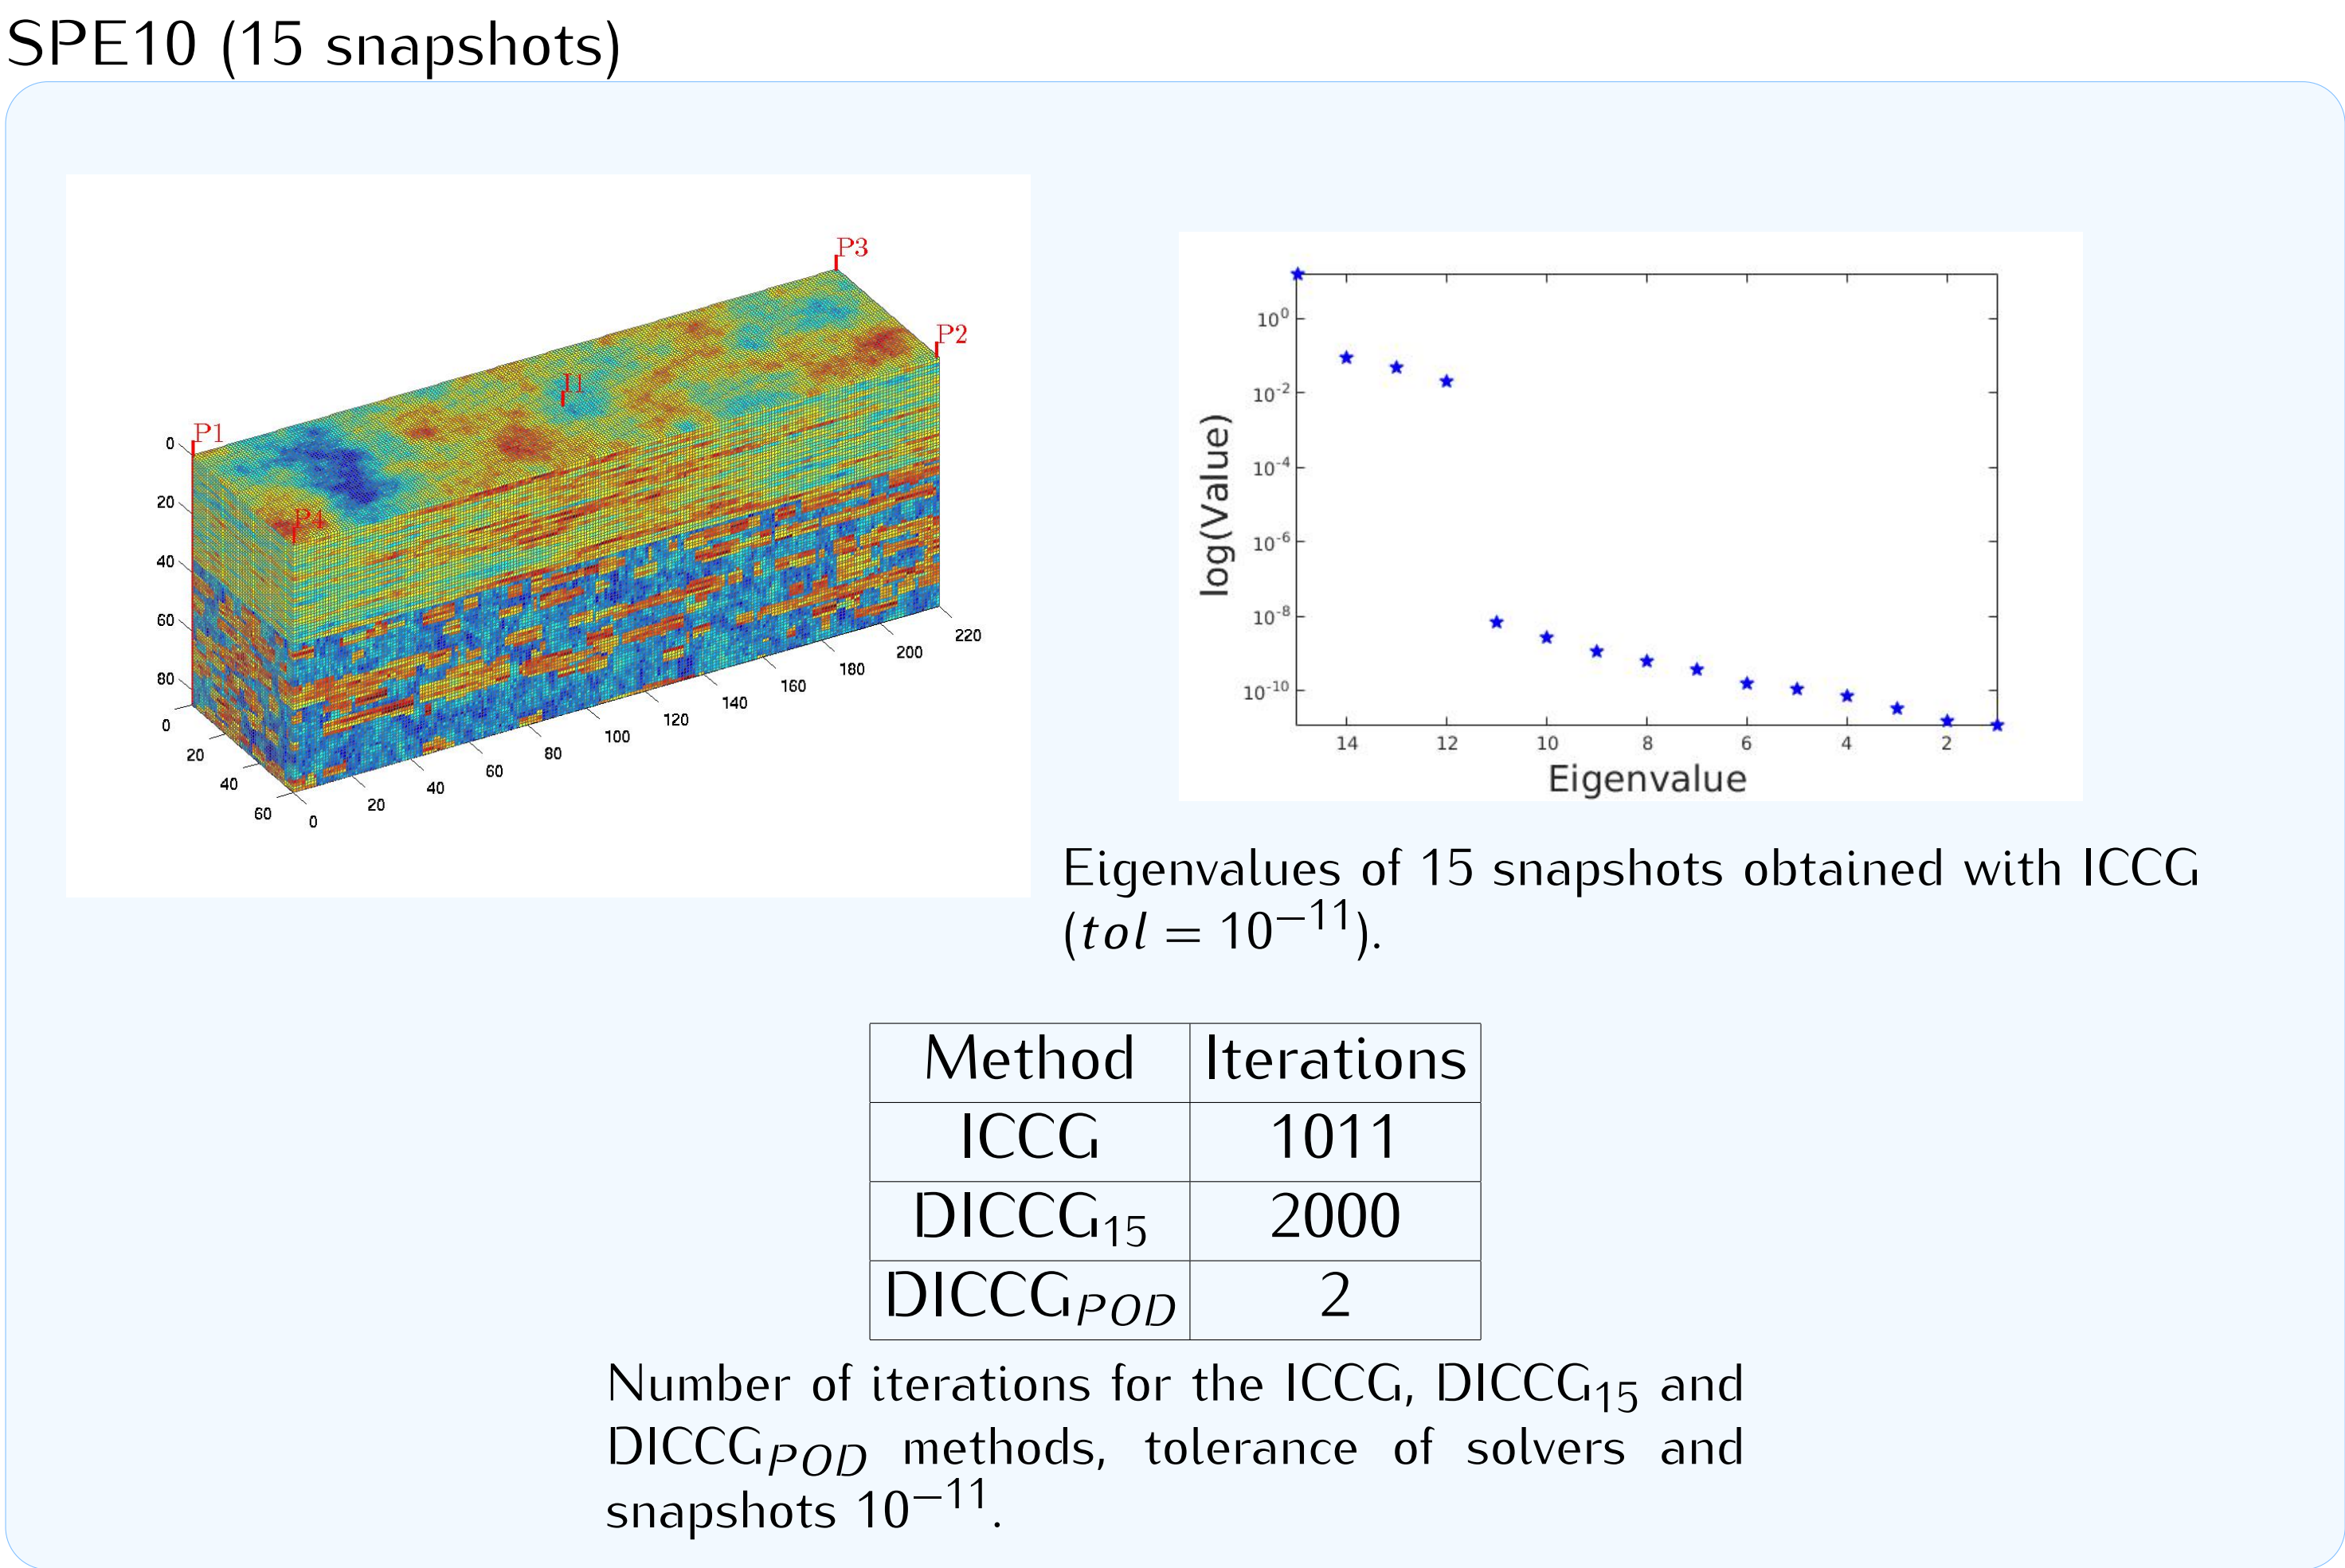 SPE10 (15 snapshots)
P3
P2
I1
P1
P4
0
20
40
60
80
0
20
40
60
0
20
40
60
80
100
120
140
160
180
200
220
10^0
10^-2
10^-4
10^-6
10^-8
10^-10
log(Value)
14 12 10 8 6 4 2
Eigenvalue
Eigenvalues of 15 snapshots obtained with ICCG
(tol = 10^−11).
Method Iterations
ICCG 1011
DICCG_15 2000
DICCG_POD 2
Number of iterations for the ICCG, DICCG_15 and
DICCG_POD methods, tolerance of solvers and
snapshots 10^−11.